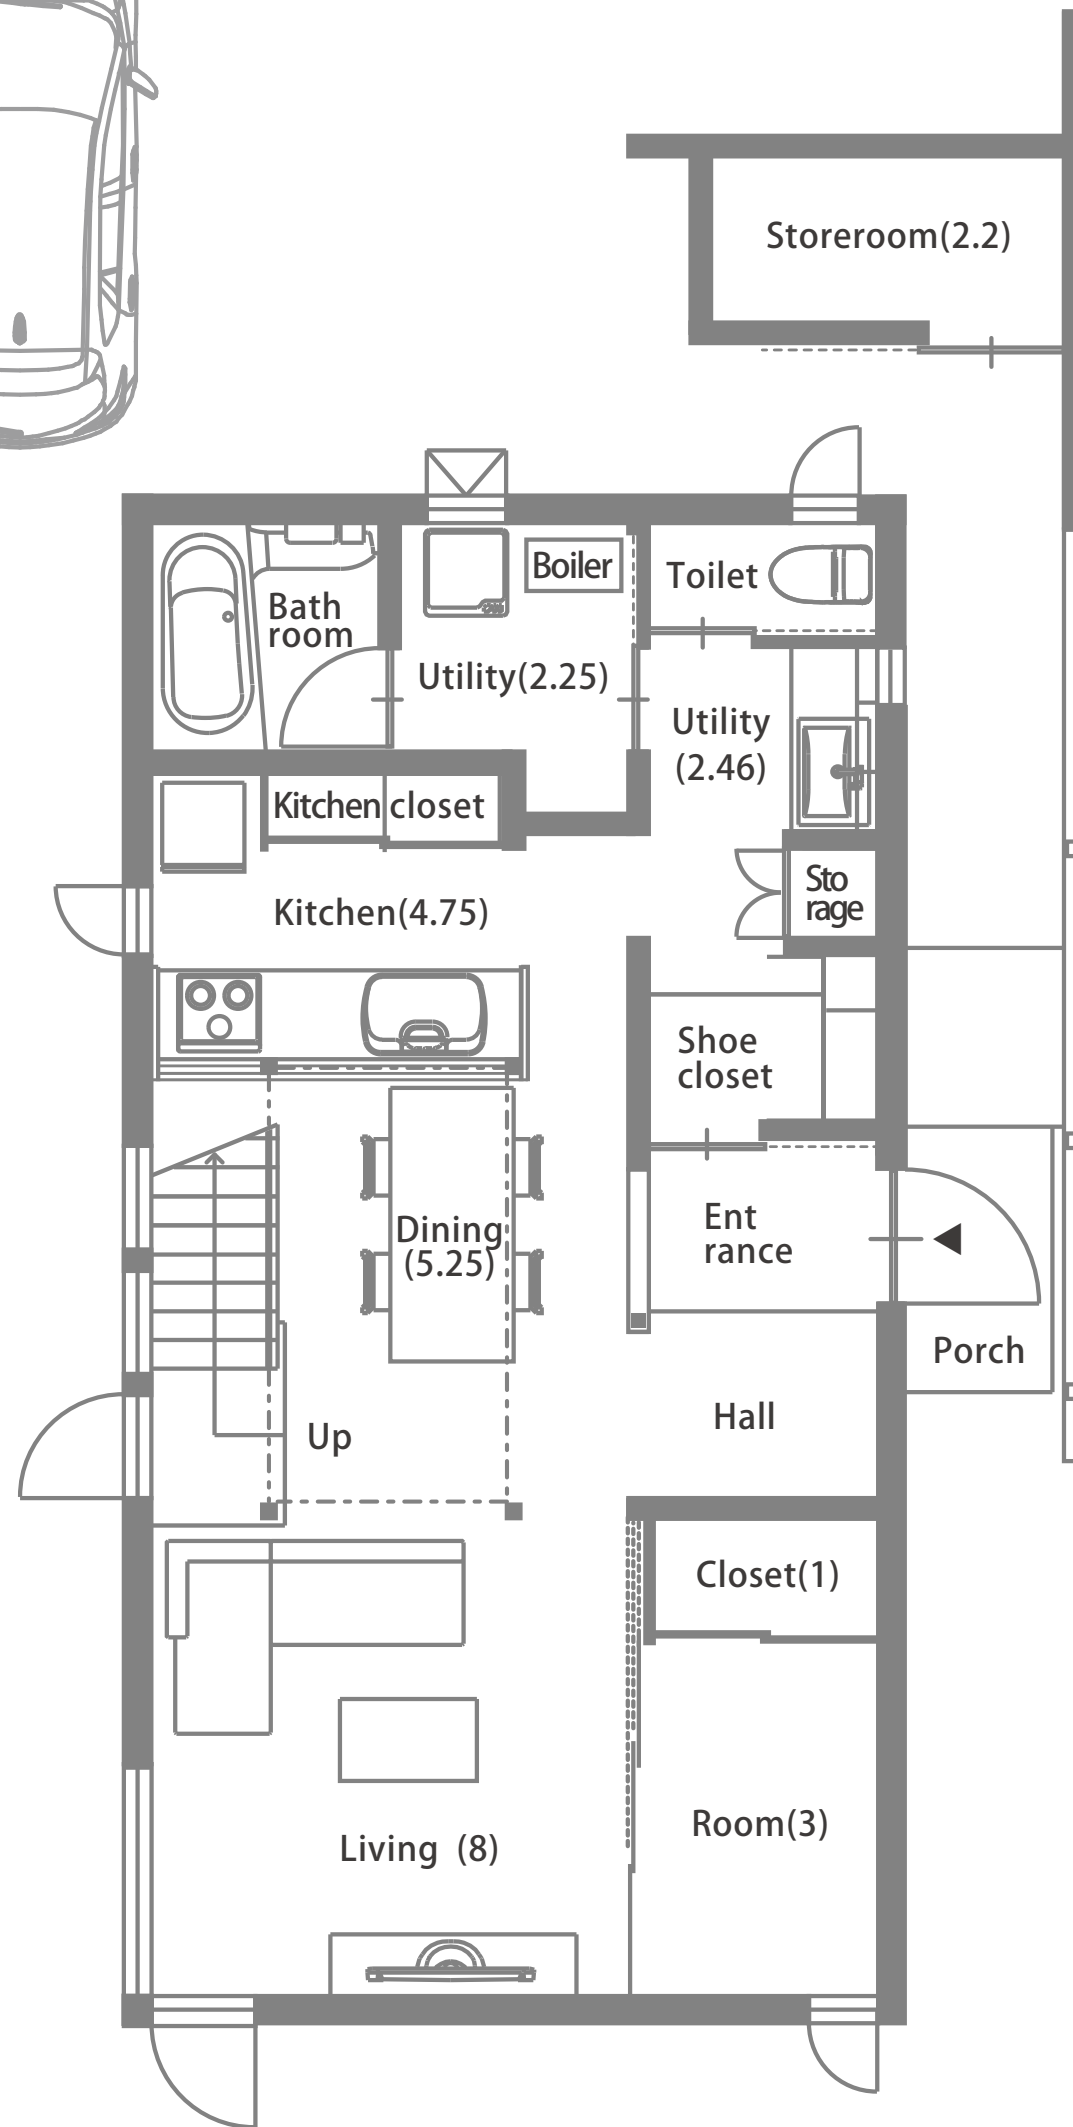 Storeroom(2.2)
Boiler
Toilet
Bath
room
Utility(2.25)
Utility
(2.46)
Kitchen closet
Sto
rage
Kitchen(4.75)
Shoe
closet
Ent
rance
Dining
(5.25)
Porch
Hall
Up
Closet(1)
Room(3)
Living (8)